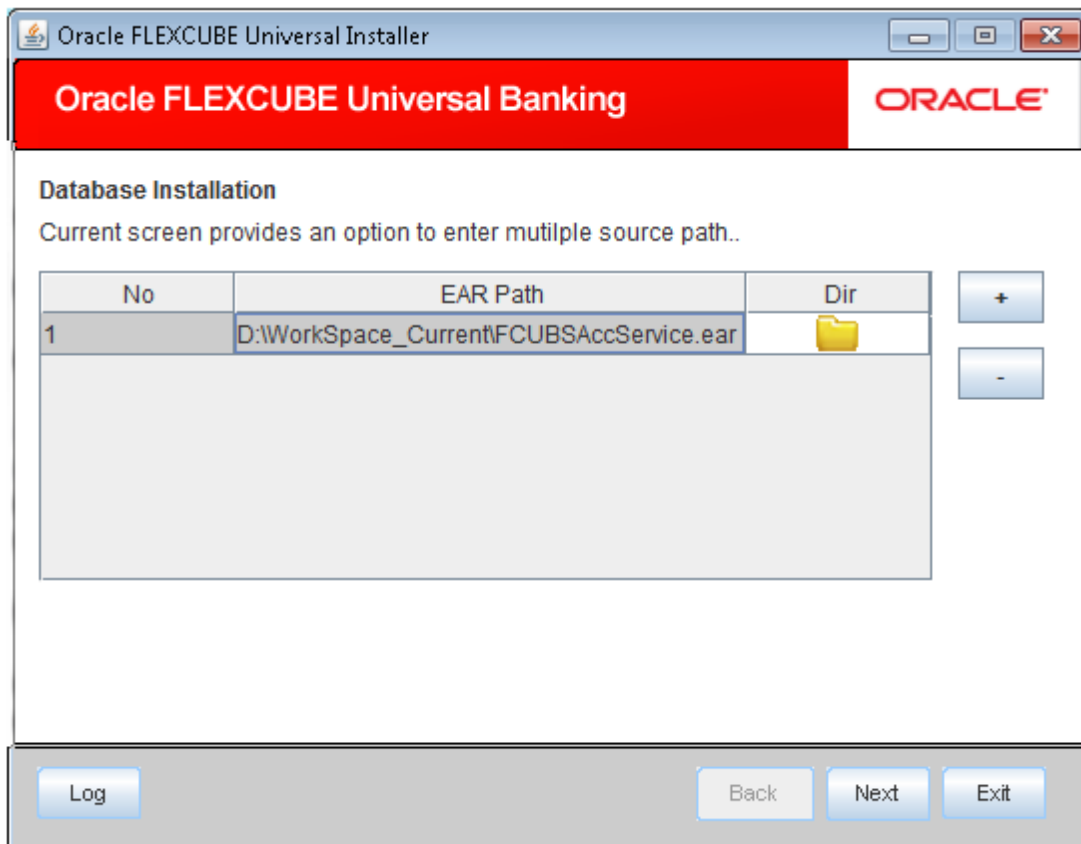 Oracle FLEXCUBE Universal Installer
Oracle FLEXCUBE Universal Banking
ORACLE®
Database Installation
Current screen provides an option to enter mutilple source path..
No EAR Path Dir
+
1 D:\WorkSpace_Current\FCUBSAccService.ear
-
Log Back Next Exit